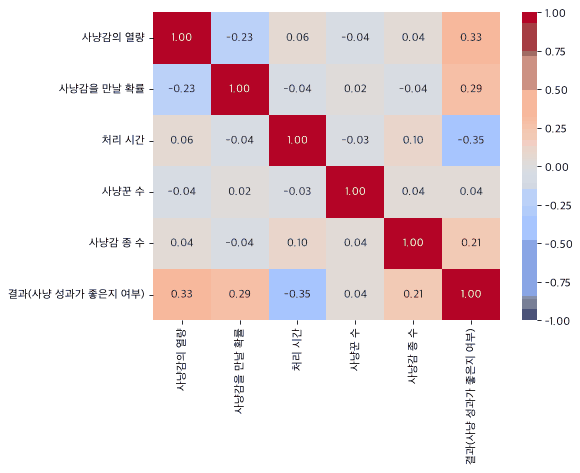 사냥감의 열량 1.00 -0.23 0.06 -0.04 0.04 0.33
사냥감을 만날 확률 -0.23 1.00 -0.04 0.02 -0.04 0.29
처리 시간 0.06 -0.04 1.00 -0.03 0.10 -0.35
사냥꾼 수 -0.04 0.02 -0.03 1.00 0.04 0.04
사냥감 종 수 0.04 -0.04 0.10 0.04 1.00 0.21
결과(사냥 성과가 좋은지 여부) 0.33 0.29 -0.35 0.04 0.21 1.00
사냥감의 열량
사냥감을 만날 확률
처리 시간
사냥꾼 수
사냥감 종 수
결과(사냥 성과가 좋은지 여부)
1.00
0.75
0.50
0.25
0.00
-0.25
-0.50
-0.75
-1.00